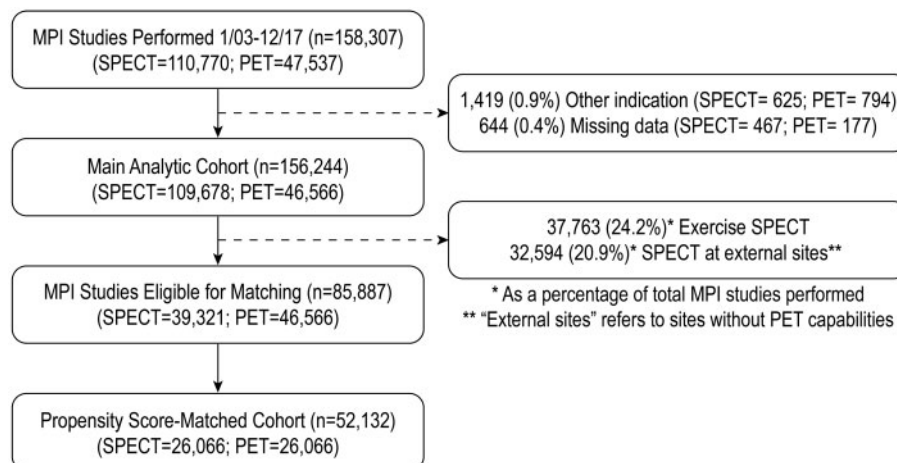 MPI Studies Performed 1/03-12/17 (n=158,307)
(SPECT=110,770; PET=47,537)
1,419 (0.9%) Other indication (SPECT= 625; PET= 794)
644 (0.4%) Missing data (SPECT= 467; PET= 177)
Main Analytic Cohort (n=156,244)
(SPECT=109,678; PET=46,566)
37,763 (24.2%)* Exercise SPECT
32,594 (20.9%)* SPECT at external sites**
MPI Studies Eligible for Matching (n=85,887)
(SPECT=39,321; PET=46,566)
* As a percentage of total MPI studies performed
** “External sites” refers to sites without PET capabilities
Propensity Score-Matched Cohort (n=52,132)
(SPECT=26,066; PET=26,066)